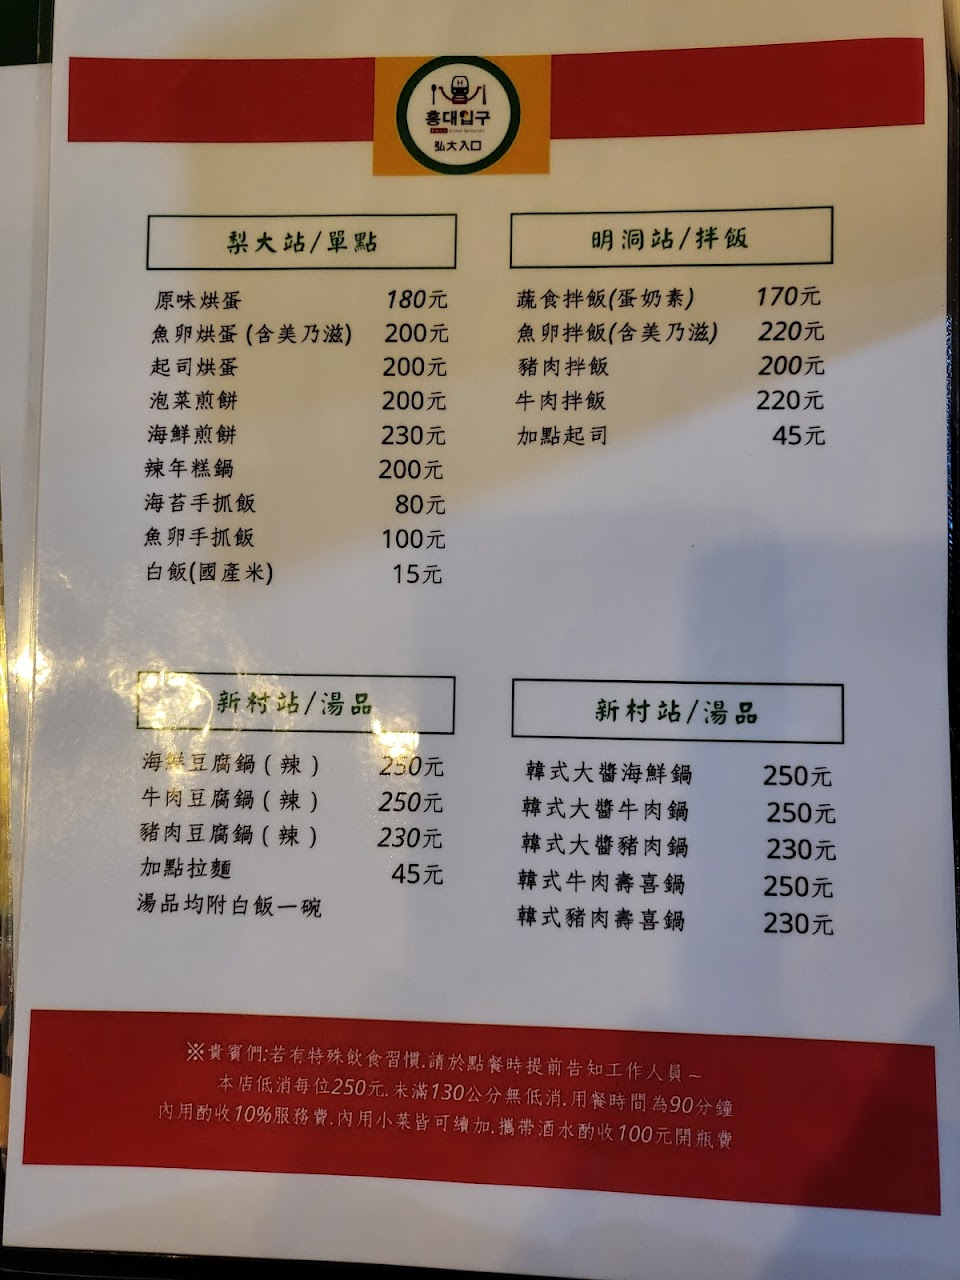 홍대입구
弘大入口
梨大站/單點
原味烘蛋 180元
魚卵烘蛋 (含美乃滋) 200元
起司烘蛋 200元
泡菜煎餅 200元
海鮮煎餅 230元
辣年糕鍋 200元
海苔手抓飯 80元
魚卵手抓飯 100元
白飯(國產米) 15元
明洞站/拌飯
蔬食拌飯(蛋奶素) 170元
魚卵拌飯(含美乃滋) 220元
豬肉拌飯 200元
牛肉拌飯 220元
加點起司 45元
新村站/湯品
海鮮豆腐鍋 ( 辣 ) 250元
牛肉豆腐鍋 ( 辣 ) 250元
豬肉豆腐鍋 ( 辣 ) 230元
加點拉麵 45元
湯品均附白飯一碗
新村站/湯品
韓式大醬海鮮鍋 250元
韓式大醬牛肉鍋 250元
韓式大醬豬肉鍋 230元
韓式牛肉壽喜鍋 250元
韓式豬肉壽喜鍋 230元
※貴賓們:若有特殊飲食習慣.請於點餐時提前告知工作人員~
本店低消每位250元.未滿130公分無低消.用餐時間為90分鐘
內用酌收10%服務費.內用小菜皆可續加.攜帶酒水酌收100元開瓶費